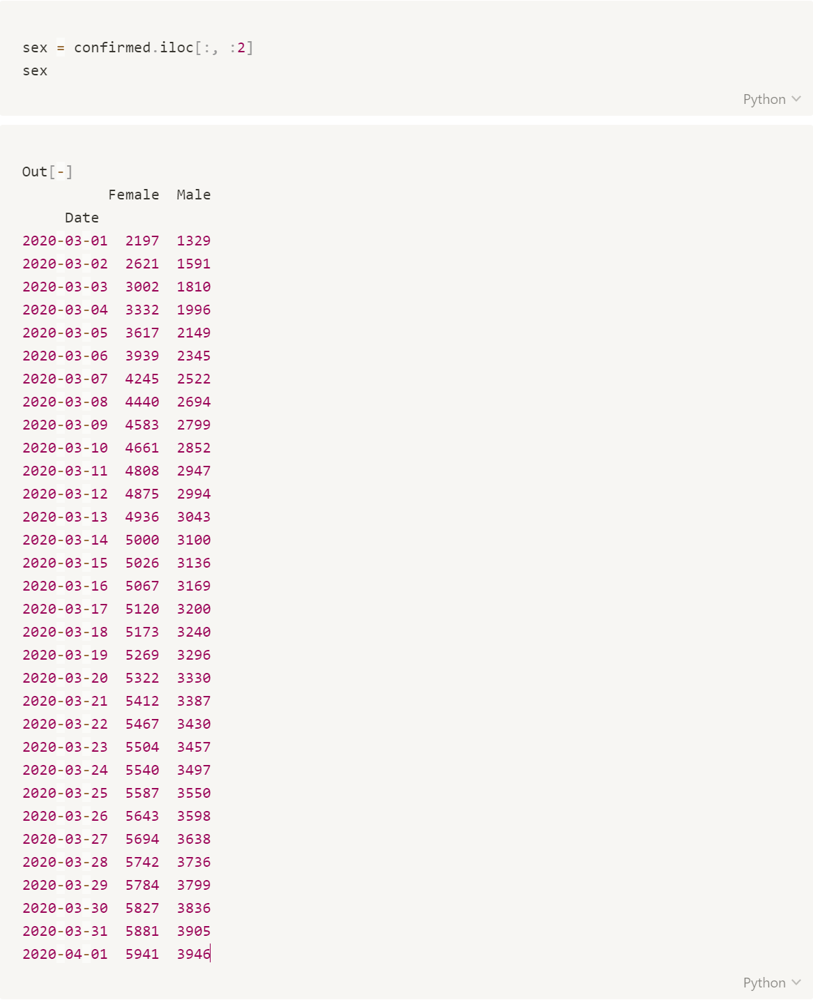 sex = confirmed.iloc[:, :2]
sex
Python
Out[-]
Female  Male
Date
2020-03-01  2197  1329
2020-03-02  2621  1591
2020-03-03  3002  1810
2020-03-04  3332  1996
2020-03-05  3617  2149
2020-03-06  3939  2345
2020-03-07  4245  2522
2020-03-08  4440  2694
2020-03-09  4583  2799
2020-03-10  4661  2852
2020-03-11  4808  2947
2020-03-12  4875  2994
2020-03-13  4936  3043
2020-03-14  5000  3100
2020-03-15  5026  3136
2020-03-16  5067  3169
2020-03-17  5120  3200
2020-03-18  5173  3240
2020-03-19  5269  3296
2020-03-20  5322  3330
2020-03-21  5412  3387
2020-03-22  5467  3430
2020-03-23  5504  3457
2020-03-24  5540  3497
2020-03-25  5587  3550
2020-03-26  5643  3598
2020-03-27  5694  3638
2020-03-28  5742  3736
2020-03-29  5784  3799
2020-03-30  5827  3836
2020-03-31  5881  3905
2020-04-01  5941  3946
Python